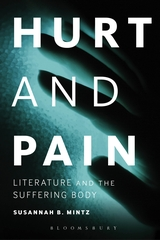 HURT
AND
PAIN
LITERATURE AND THE
SUFFERING BODY
SUSANNAH B. MINTZ
BLOOMSBURY